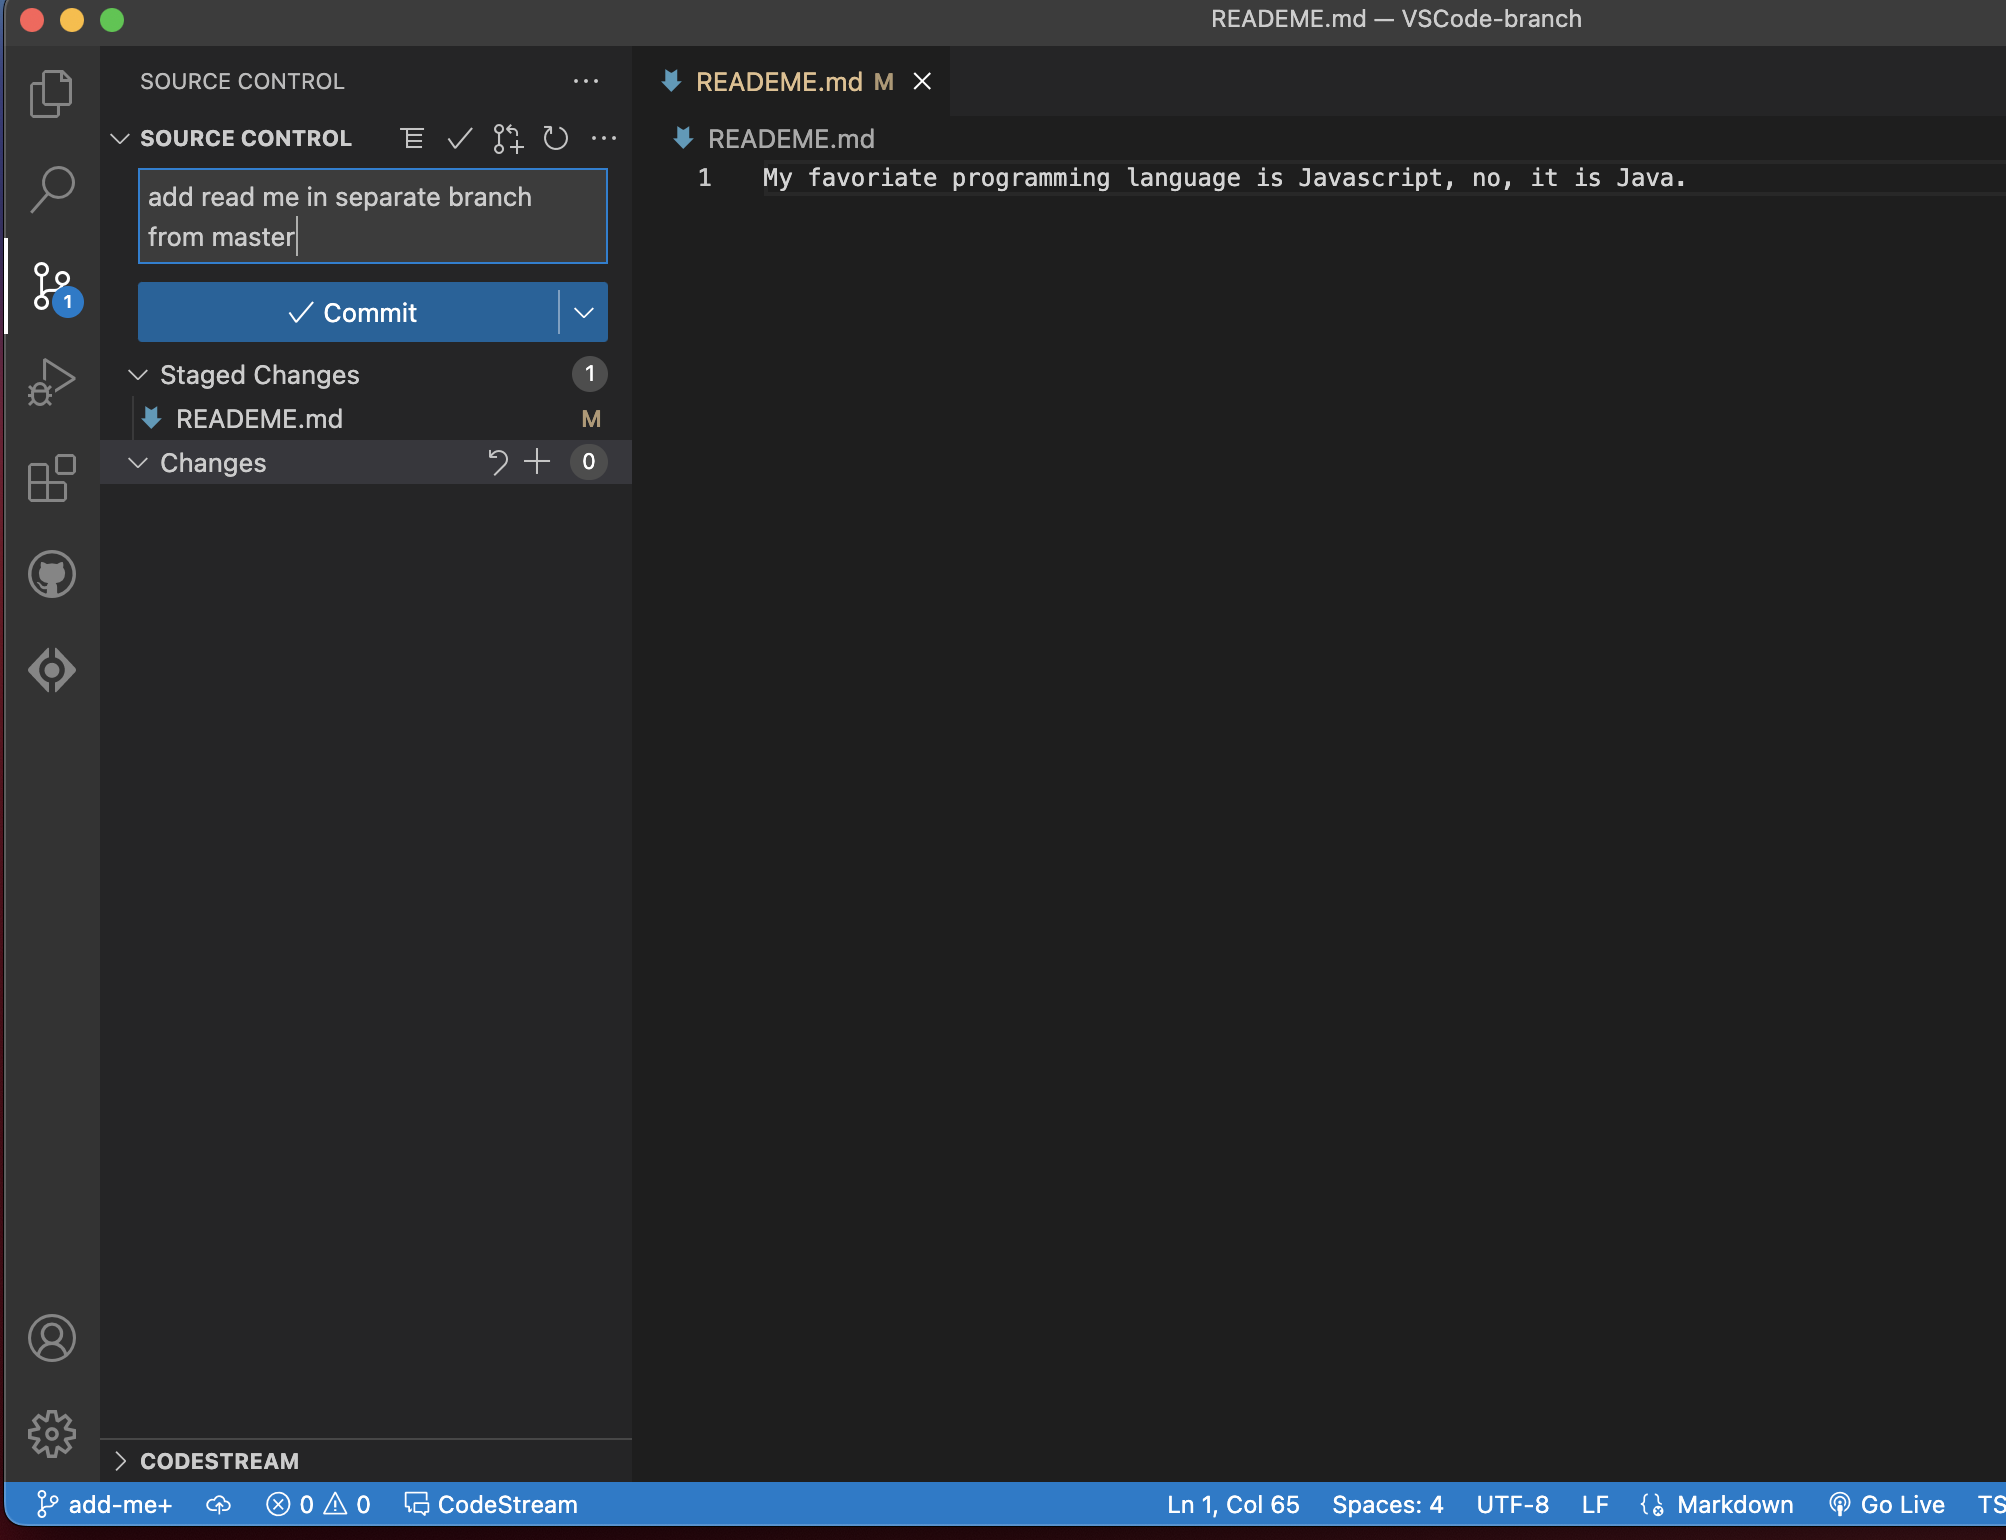 READEME.md — VSCode-branch
SOURCE CONTROL
SOURCE CONTROL
add read me in separate branch
from master
Commit
Staged Changes 1
READEME.md M
Changes 0
CODESTREAM
READEME.md M
READEME.md
1 My favoriate programming language is Javascript, no, it is Java.
1
add-me+ 0 0 CodeStream Ln 1, Col 65 Spaces: 4 UTF-8 LF Markdown Go Live TS